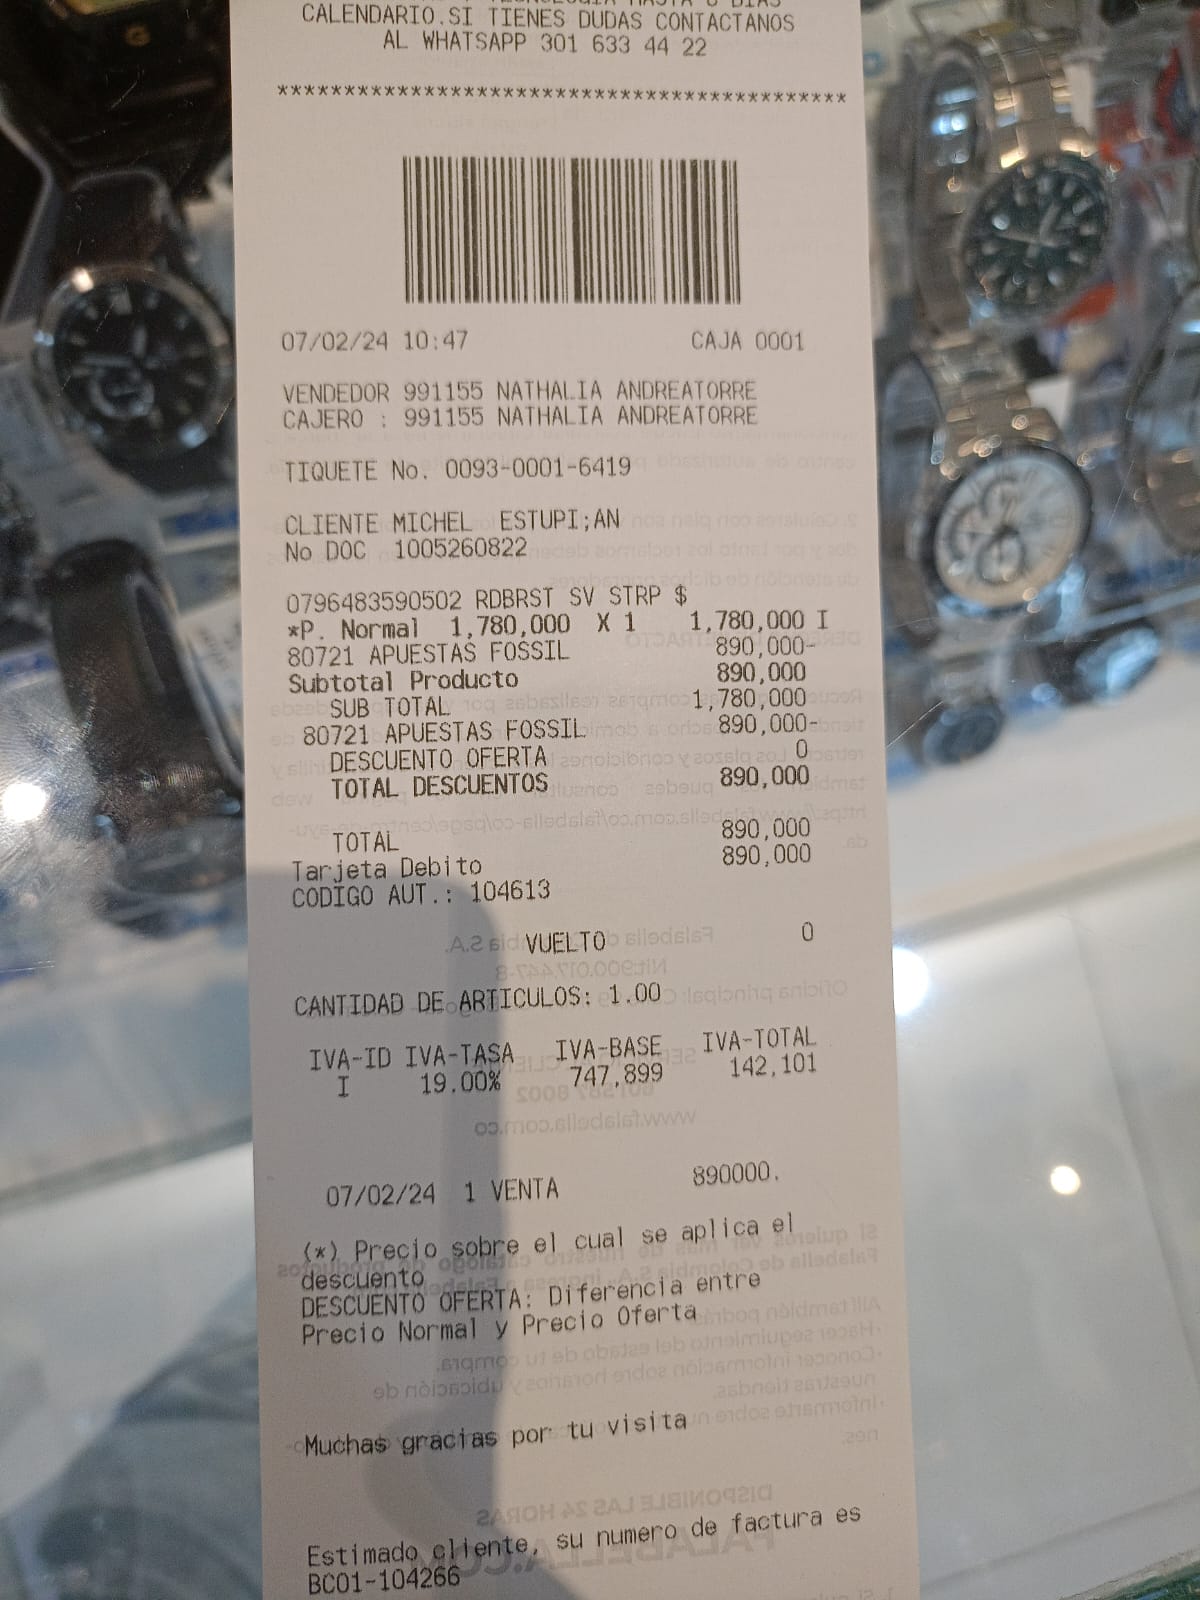 CALENDARIO.SI TIENES DUDAS CONTACTANOS
AL WHATSAPP 301 633 44 22
*******************************************
07/02/24 10:47 CAJA 0001
VENDEDOR 991155 NATHALIA ANDREATORRE
CAJERO : 991155 NATHALIA ANDREATORRE
TIQUETE No. 0093-0001-6419
CLIENTE MICHEL ESTUPI;AN
No DOC 1005260822
0796483590502 RDBRST SV STRP $
*P. Normal 1,780,000 X 1 1,780,000 I
80721 APUESTAS FOSSIL 890,000-
Subtotal Producto 890,000
SUB TOTAL 1,780,000
80721 APUESTAS FOSSIL 890,000-
DESCUENTO OFERTA 0
TOTAL DESCUENTOS 890,000
TOTAL 890,000
Tarjeta Debito 890,000
CODIGO AUT.: 104613
VUELTO 0
CANTIDAD DE ARTICULOS: 1.00
IVA-ID IVA-TASA IVA-BASE IVA-TOTAL
I 19.00% 747,899 142,101
07/02/24 1 VENTA 890000.
(*) Precio sobre el cual se aplica el
descuento
DESCUENTO OFERTA: Diferencia entre
Precio Normal y Precio Oferta
Muchas gracias por tu visita
Estimado cliente, su numero de factura es
BC01-104266